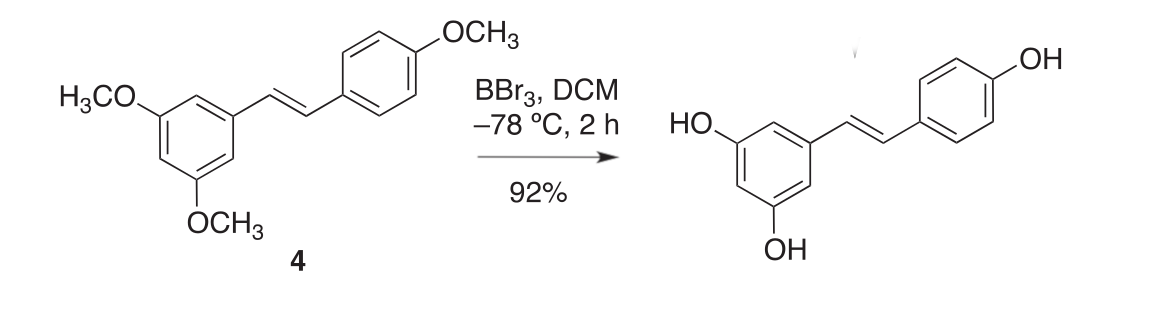 OCH3
H3CO
OCH3
4
BBr3, DCM
–78 ºC, 2 h
92%
OH
HO
OH